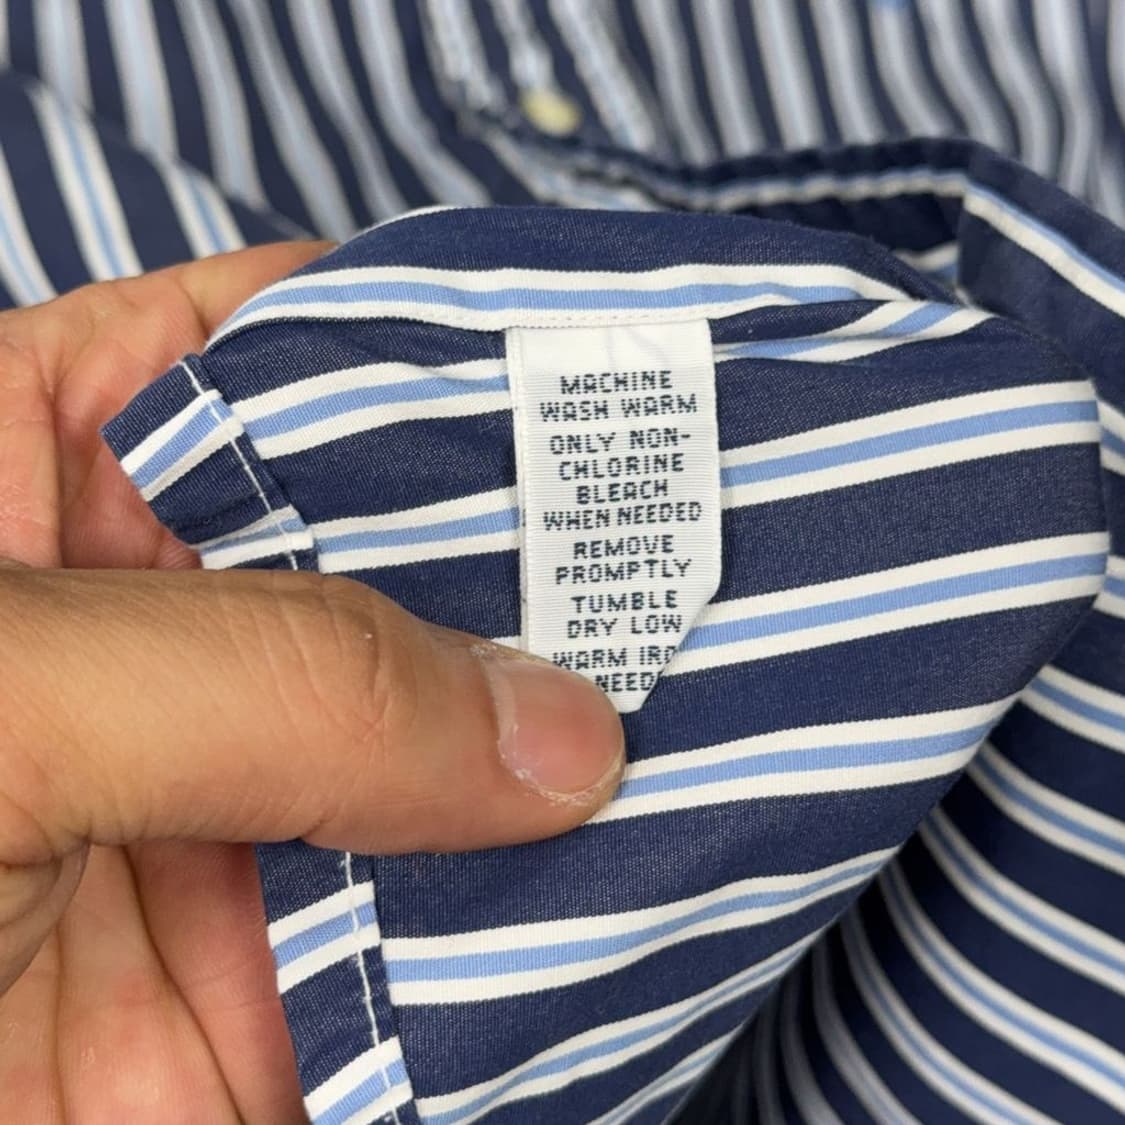 MACHINE
WASH WARM
ONLY NON-
CHLORINE
BLEACH
WHEN NEEDED
REMOVE
PROMPTLY
TUMBLE
DRY LOW
WARM